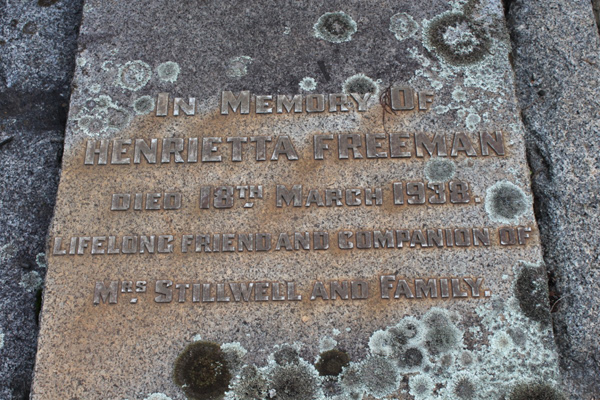 In Memory Of
Henrietta Freeman
Died 18th March 1938.
Lifelong friend and companion of
Mrs. Stillwell and Family.